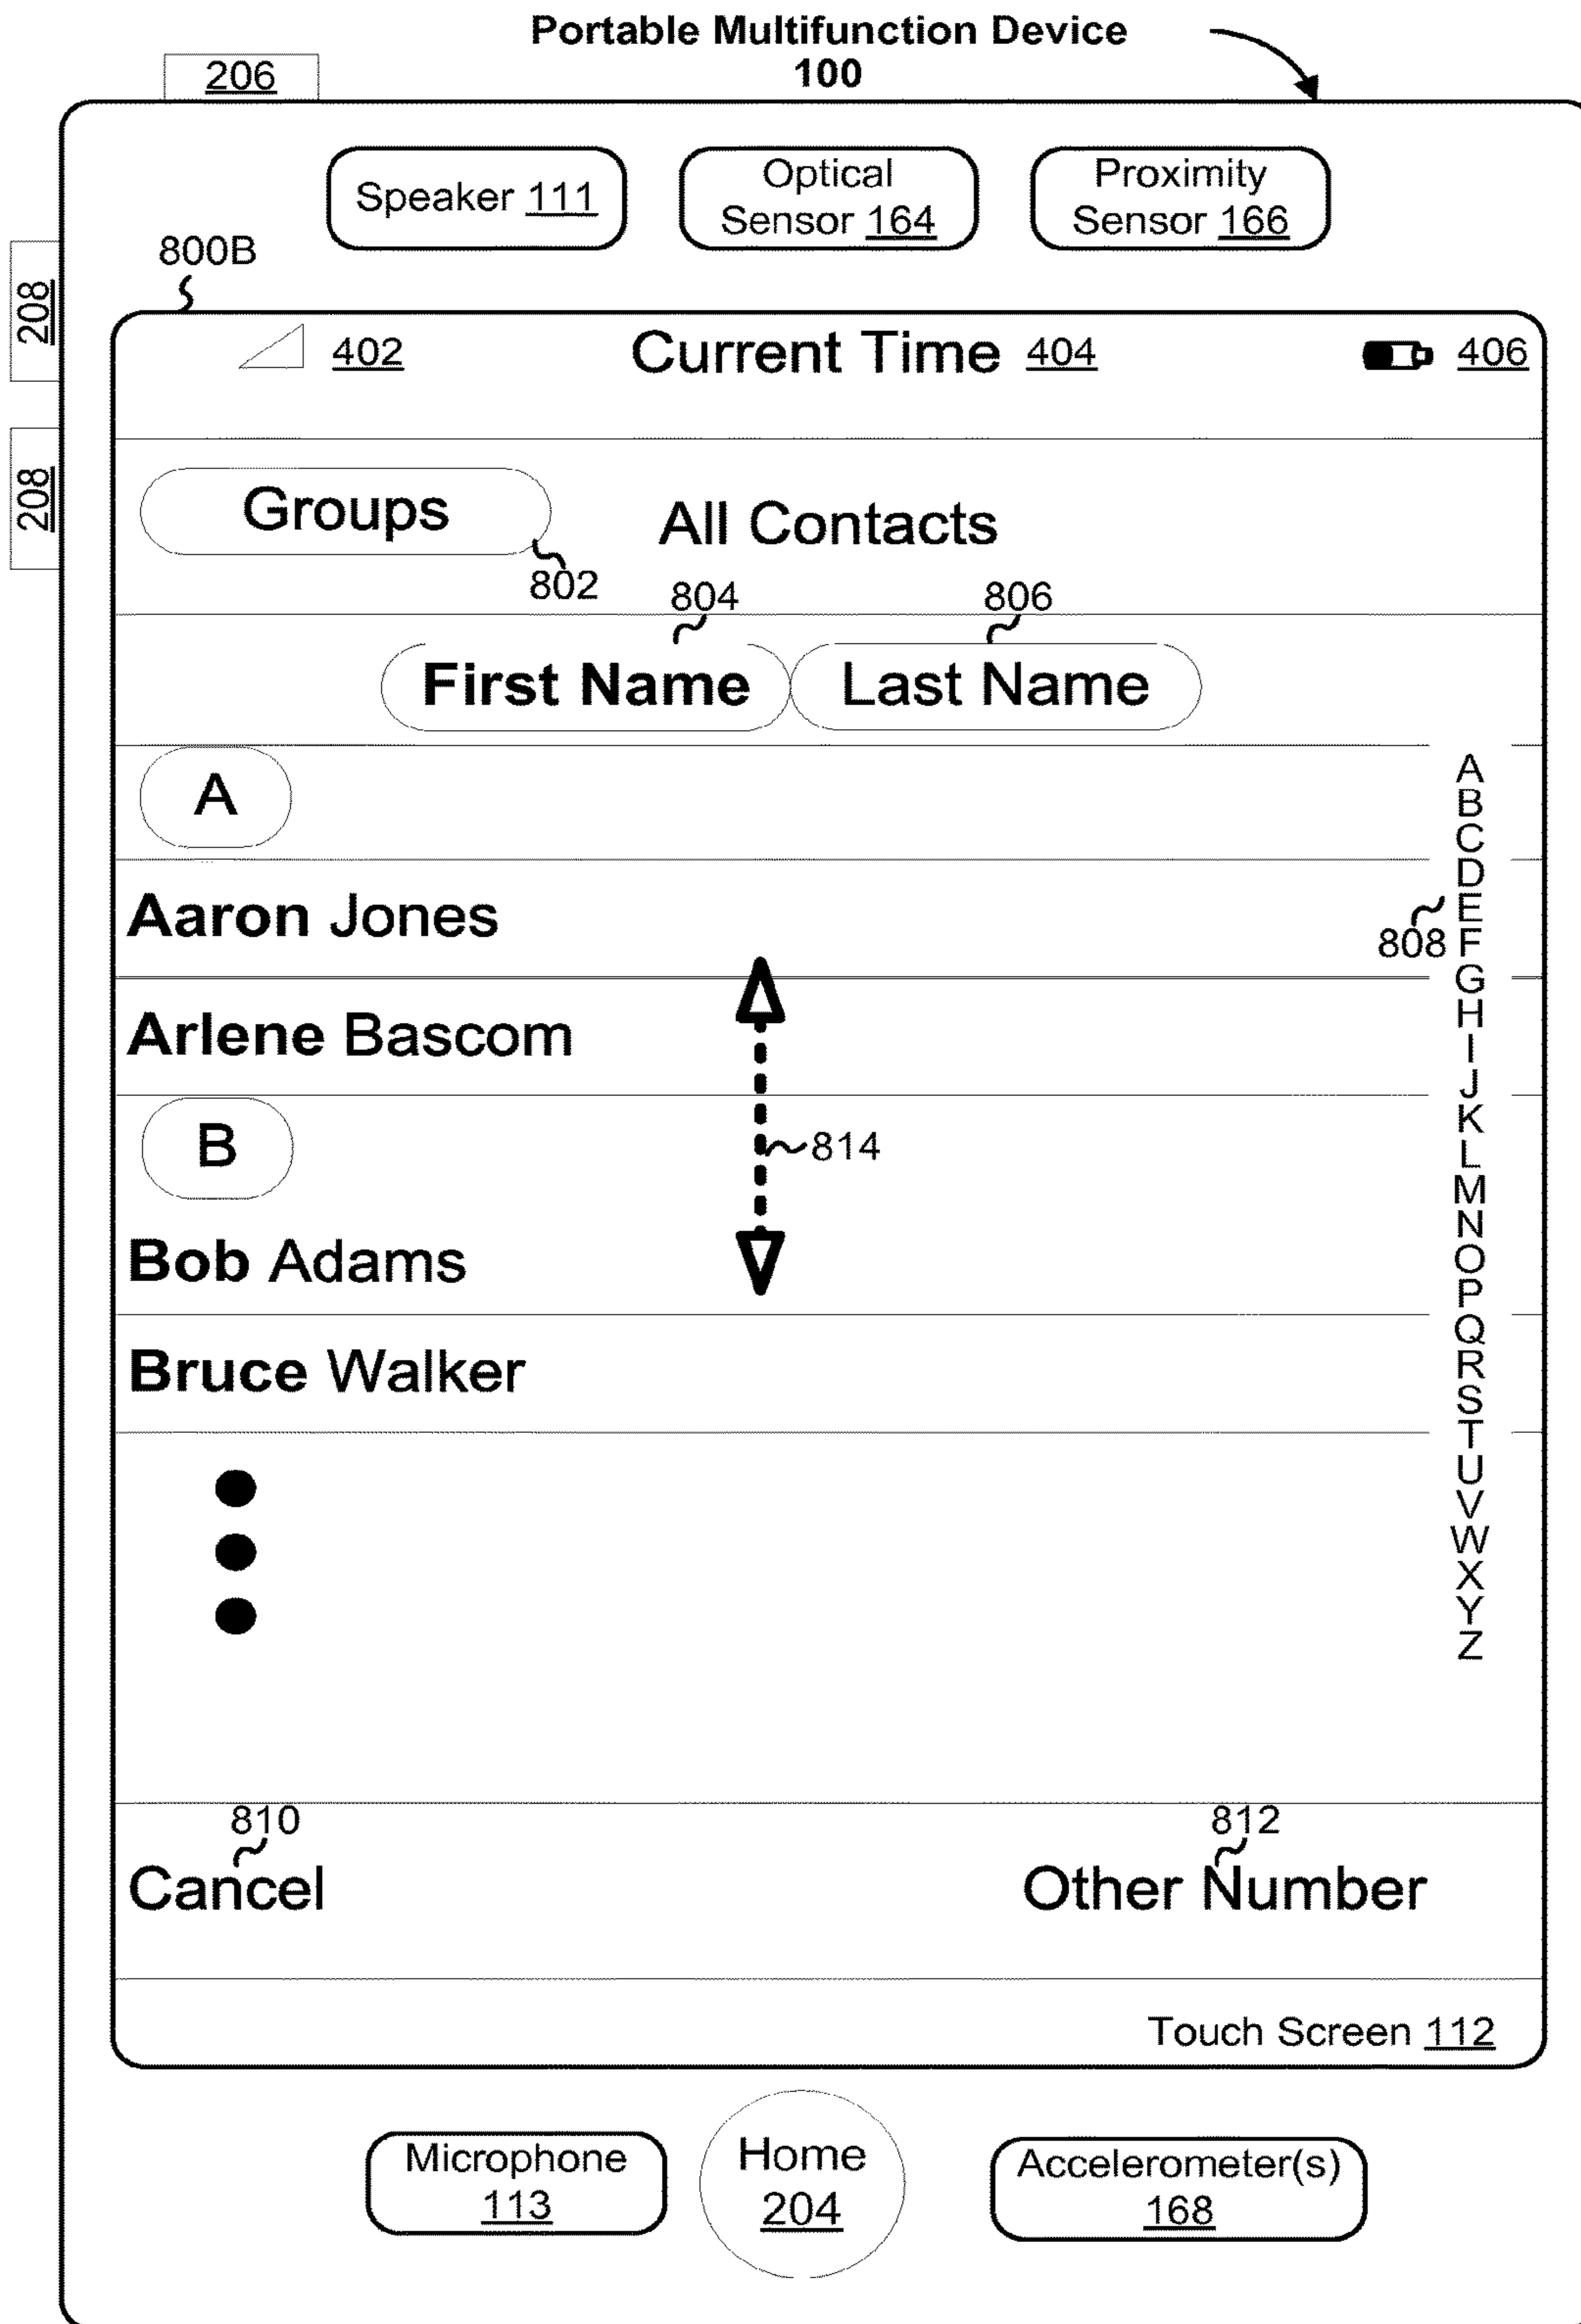 Portable Multifunction Device
100
206
Speaker 111
Optical
Sensor 164
Proximity
Sensor 166
800B
208
208
402
Current Time 404
406
Groups
All Contacts
802
804
806
First Name
Last Name
A
Aaron Jones
Arlene Bascom
B
814
Bob Adams
Bruce Walker
808
A
B
C
D
E
F
G
H
I
J
K
L
M
N
O
P
Q
R
S
T
U
V
W
X
Y
Z
810
812
Cancel
Other Number
Touch Screen 112
Microphone
113
Home
204
Accelerometer(s)
168